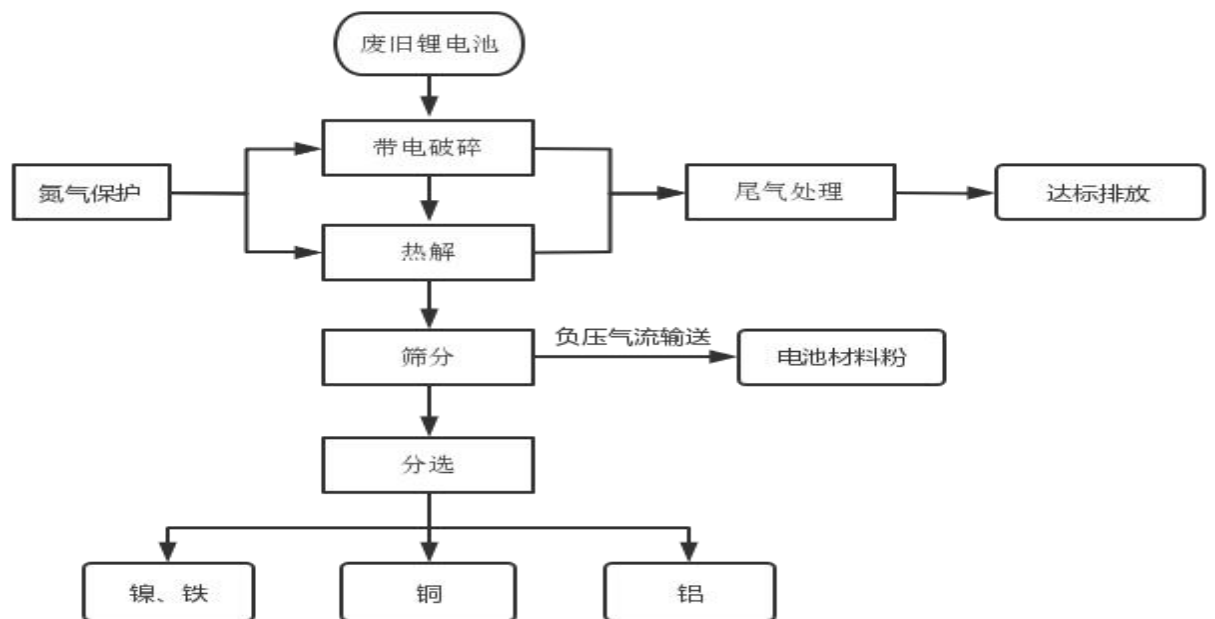 废旧锂电池
带电破碎
氮气保护
尾气处理
达标排放
热解
负压气流输送
筛分
电池材料粉
分选
镍、铁
铜
铝